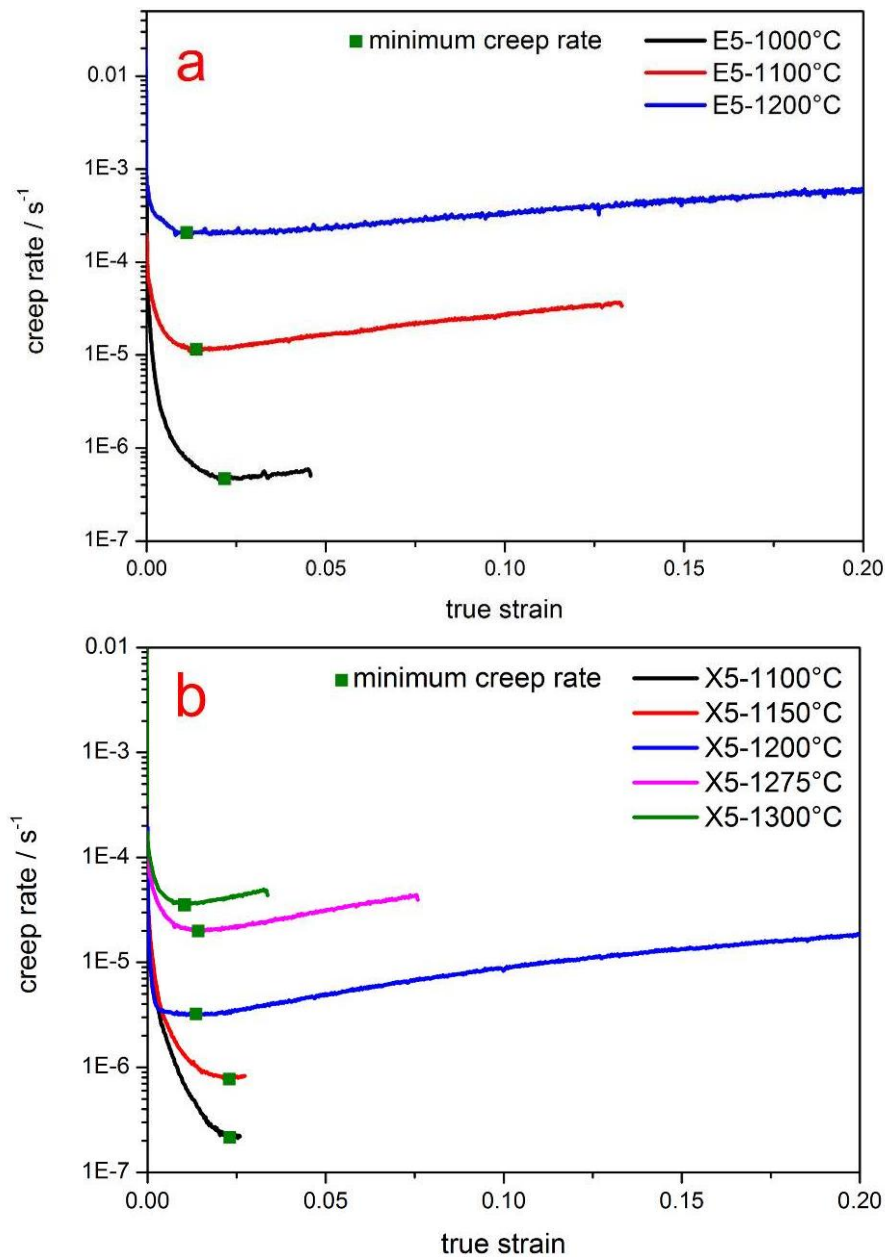 a
minimum creep rate
E5-1000°C
E5-1100°C
E5-1200°C
0.01
1E-3
1E-4
1E-5
1E-6
1E-7
creep rate / s⁻¹
0.00 0.05 0.10 0.15 0.20
true strain
b
minimum creep rate
X5-1100°C
X5-1150°C
X5-1200°C
X5-1275°C
X5-1300°C
0.01
1E-3
1E-4
1E-5
1E-6
1E-7
creep rate / s⁻¹
0.00 0.05 0.10 0.15 0.20
true strain